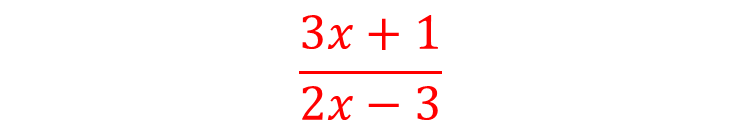 3x + 1
2x − 3